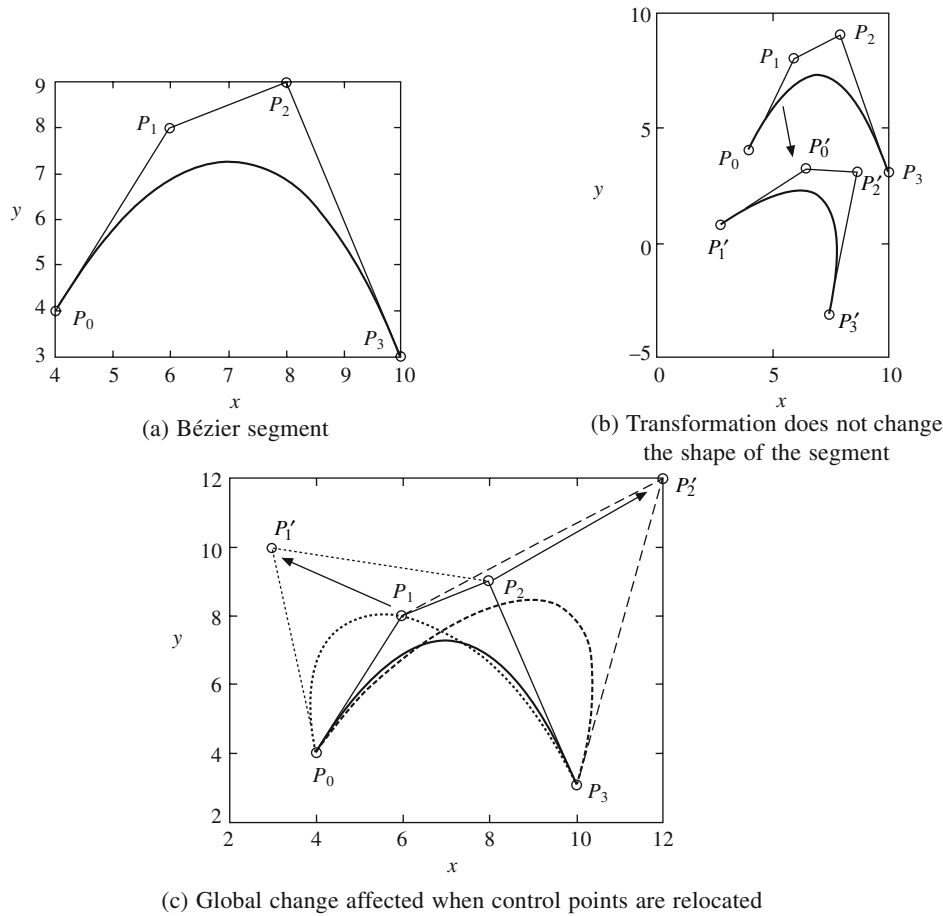 9
8
7
6
5
4
3
y
P₁
P₂
P₀
P₃
4
5
6
7
8
9
10
x
(a) Bézier segment
10
5
0
−5
y
P₁
P₂
P₀
P₃
P₀′
P₂′
P₁′
P₃′
0
5
10
x
(b) Transformation does not change
the shape of the segment
12
10
8
6
4
2
y
P₁′
P₂′
P₁
P₂
P₀
P₃
2
4
6
8
10
12
x
(c) Global change affected when control points are relocated